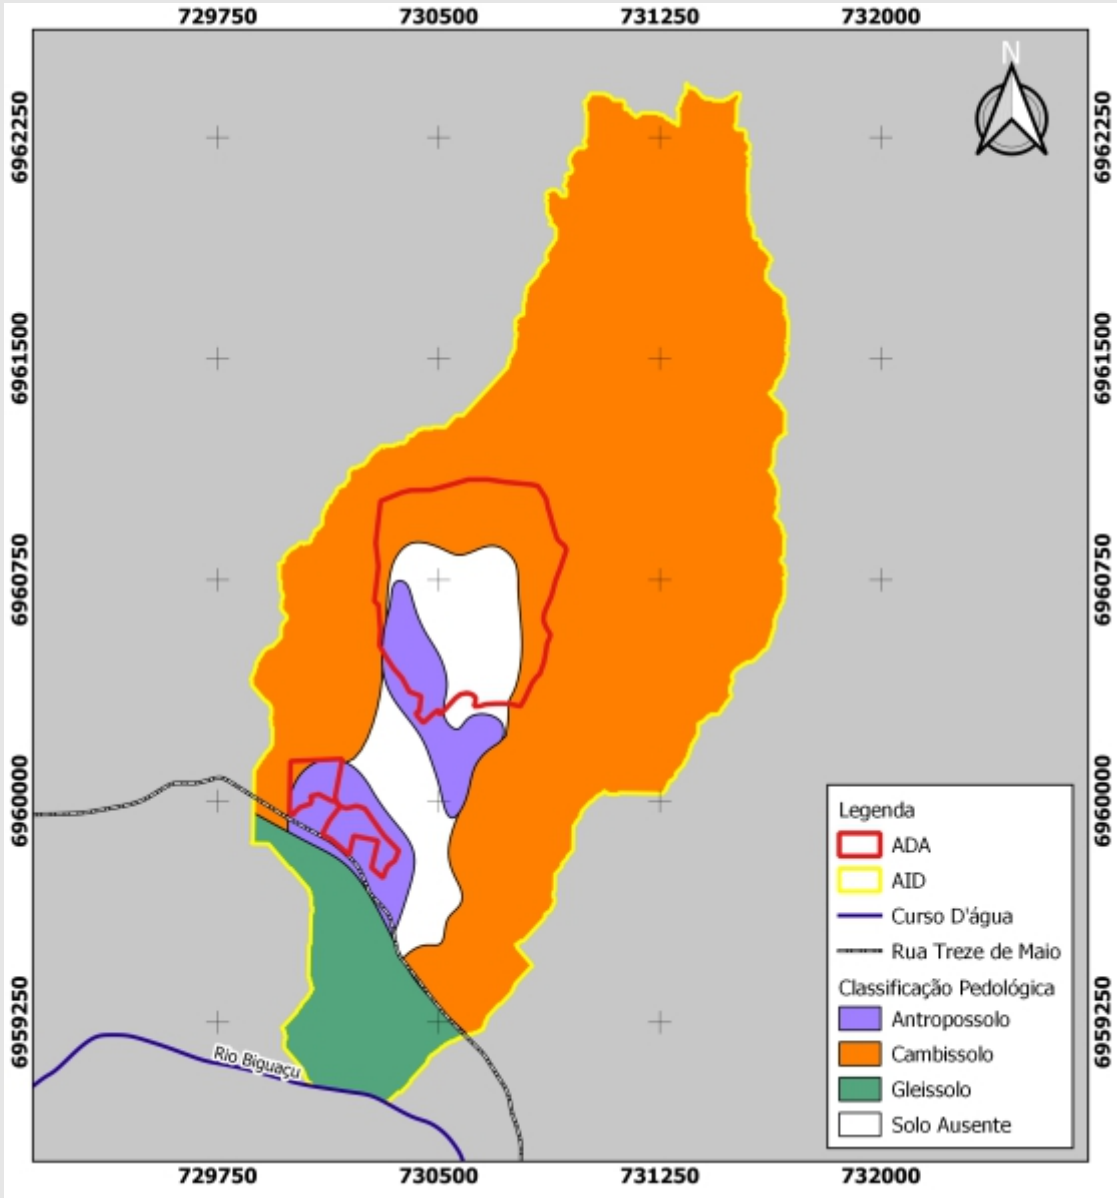 729750 730500 731250 732000
N
6962250 6962250
6961500 6961500
6960750 6960750
6960000 6960000
Legenda
ADA
AID
Curso D'água
Rua Treze de Maio
Classificação Pedológica
6959250 6959250
Antropossolo
Cambissolo
Rio Biguaçu
Gleissolo
Solo Ausente
729750 730500 731250 732000